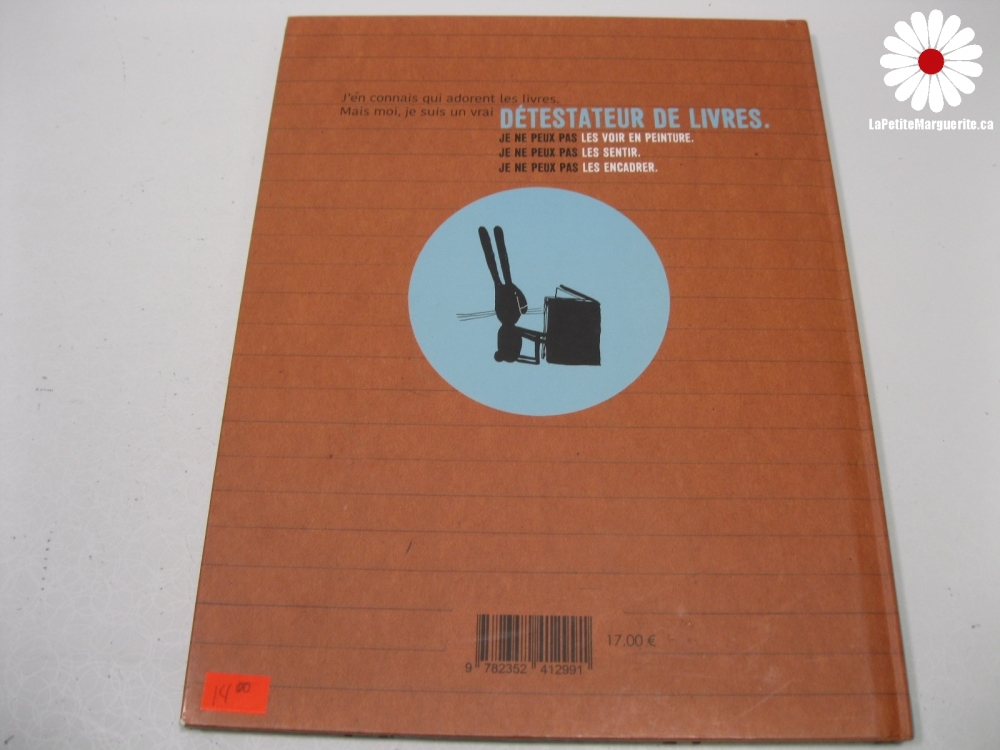 LaPetiteMarguerite.ca
J'en connais qui adorent les livres.
Mais moi, je suis un vrai DÉTESTATEUR DE LIVRES.
JE NE PEUX PAS LES VOIR EN PEINTURE.
JE NE PEUX PAS LES SENTIR.
JE NE PEUX PAS LES ENCADRER.
17.00 €
9 782352 412991
14 00